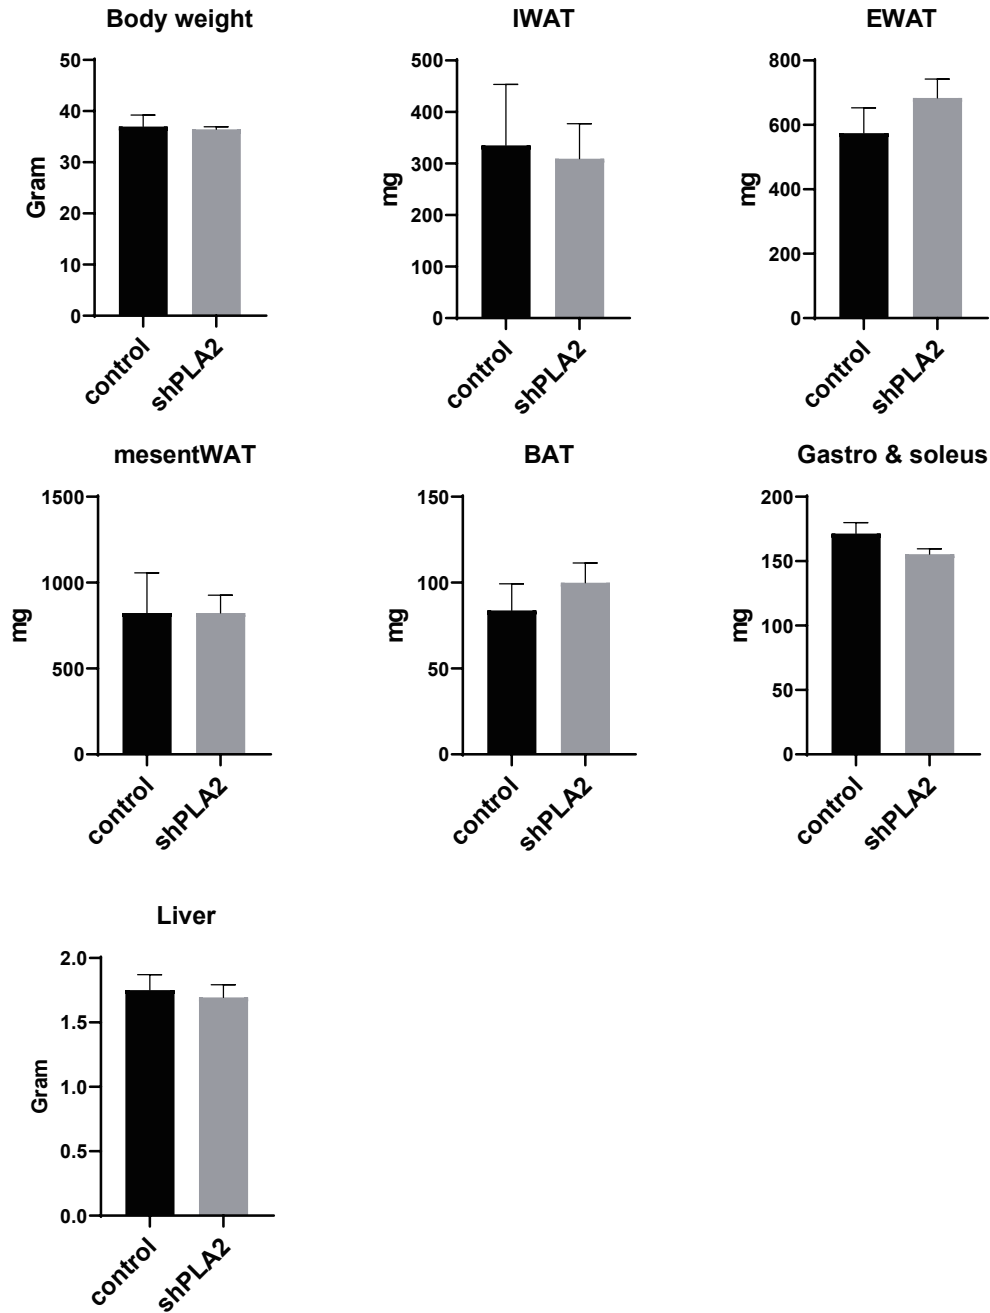 Body weight
50
40
30
20
10
0
Gram
control
shPLA2
IWAT
500
400
300
200
100
0
mg
control
shPLA2
EWAT
800
600
400
200
0
mg
control
shPLA2
mesentWAT
1500
1000
500
0
mg
control
shPLA2
BAT
150
100
50
0
mg
control
shPLA2
Gastro & soleus
200
150
100
50
0
mg
control
shPLA2
Liver
2.0
1.5
1.0
0.5
0.0
Gram
control
shPLA2